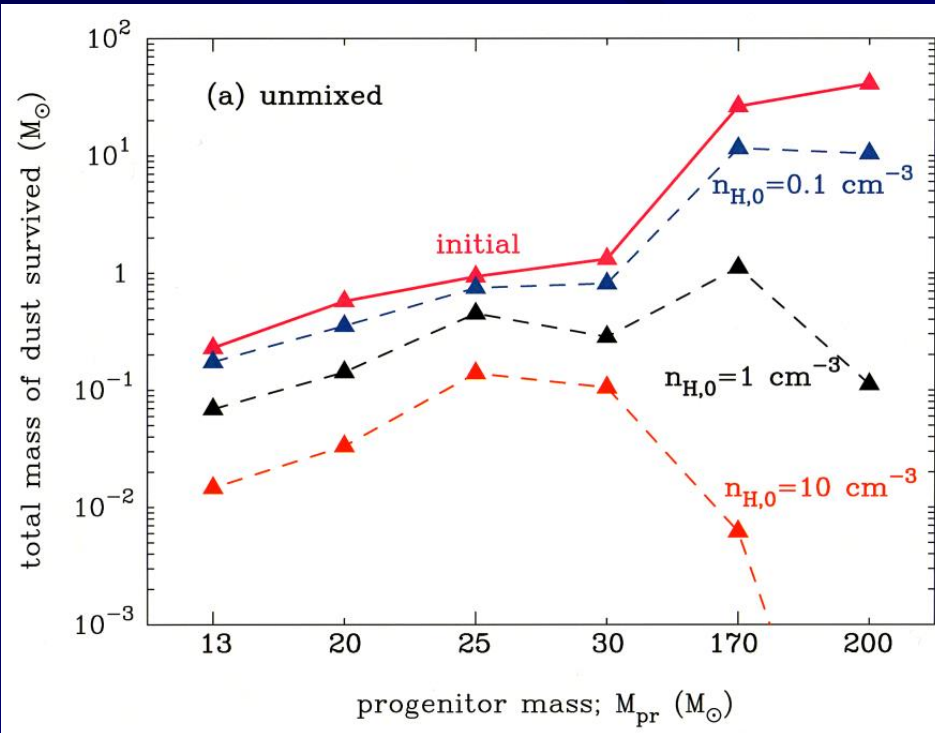 (a) unmixed
initial
n_H,0=0.1 cm^−3
n_H,0=1 cm^−3
n_H,0=10 cm^−3
total mass of dust survived (M_⊙)
10^2
10^1
1
10^−1
10^−2
10^−3
13 20 25 30 170 200
progenitor mass; M_pr (M_⊙)